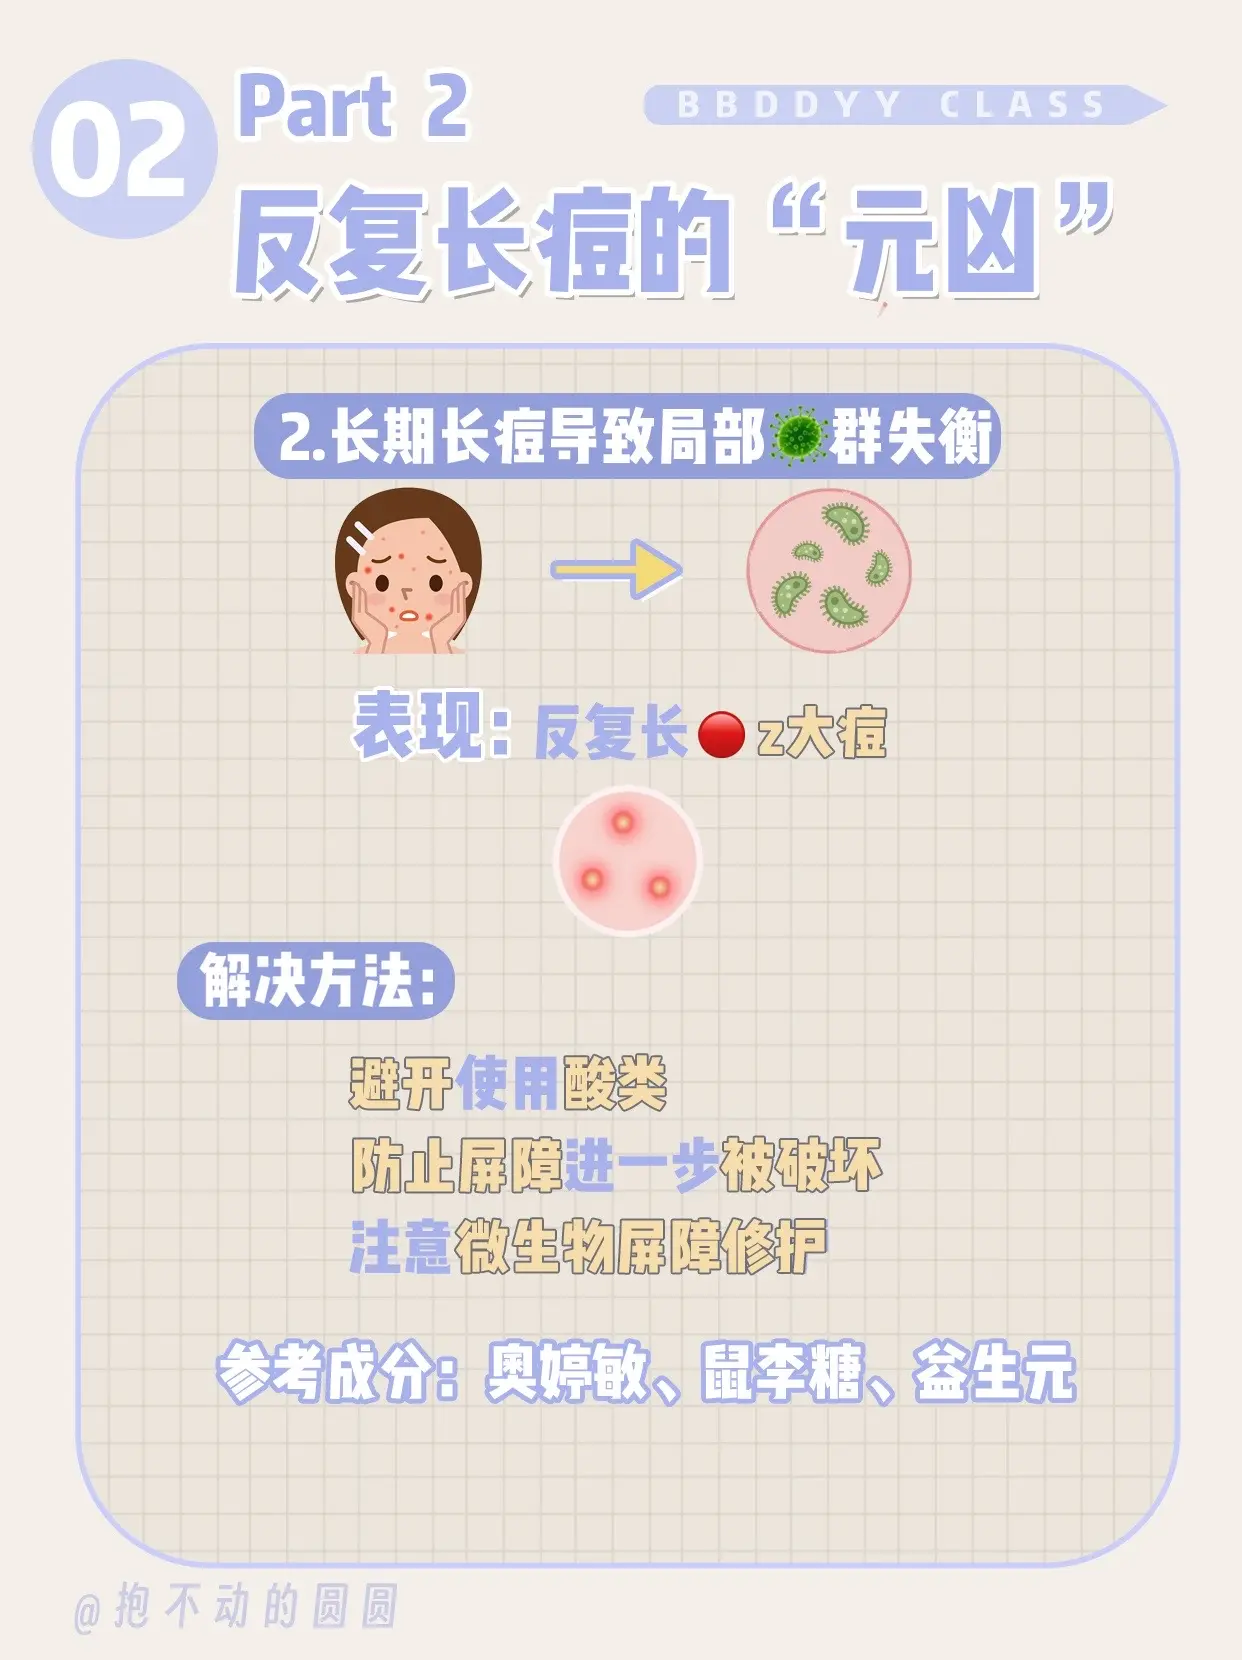 02
Part 2
BBDDYY CLASS
反复长痘的“元凶”
2.长期长痘导致局部🦠群失衡
表现：反复长🔴z大痘
解决方法：
避开使用酸类
防止屏障进一步被破坏
注意微生物屏障修护
参考成分：奥婷敏、鼠李糖、益生元
@抱不动的圆圆